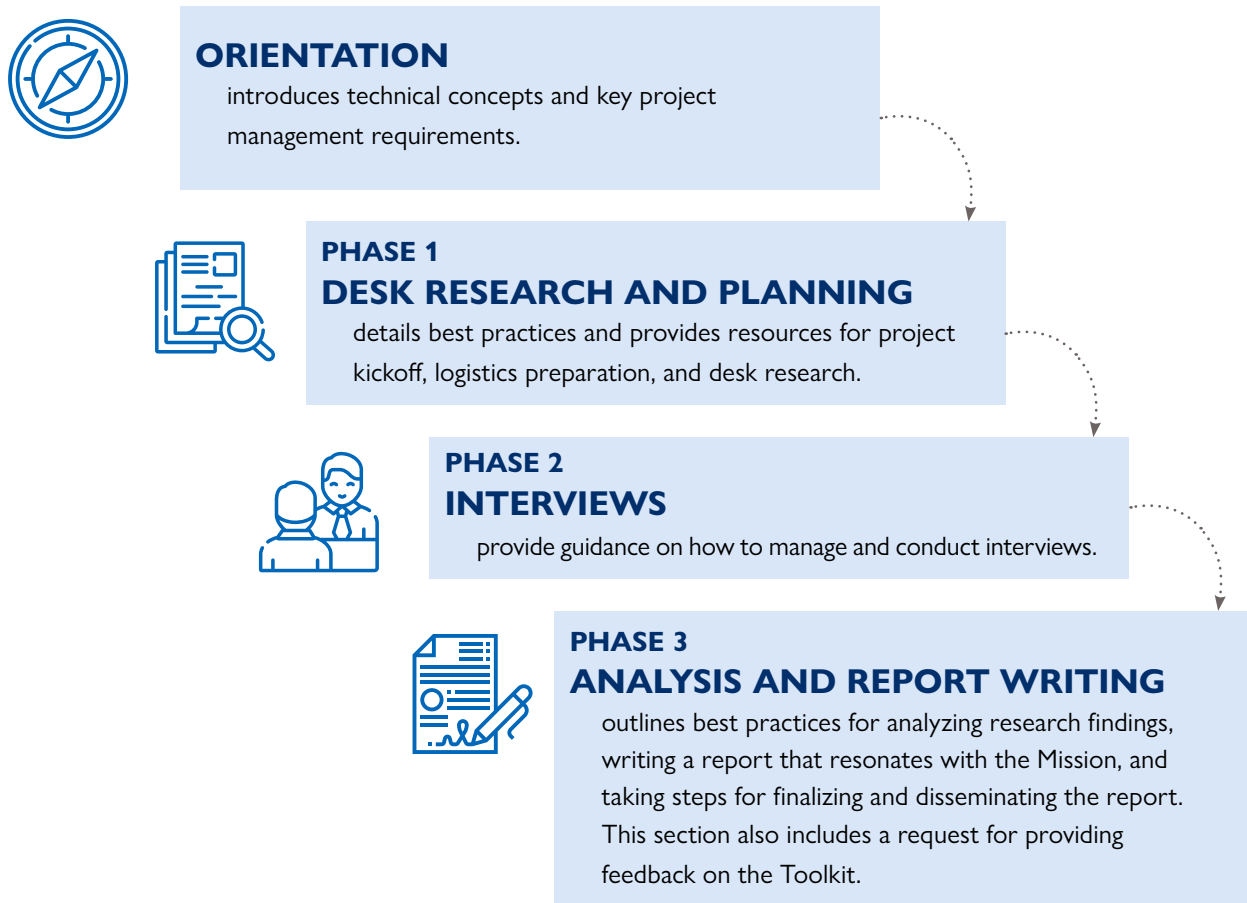 ORIENTATION
introduces technical concepts and key project
management requirements.
PHASE 1
DESK RESEARCH AND PLANNING
details best practices and provides resources for project
kickoff, logistics preparation, and desk research.
PHASE 2
INTERVIEWS
provide guidance on how to manage and conduct interviews.
PHASE 3
ANALYSIS AND REPORT WRITING
outlines best practices for analyzing research findings,
writing a report that resonates with the Mission, and
taking steps for finalizing and disseminating the report.
This section also includes a request for providing
feedback on the Toolkit.